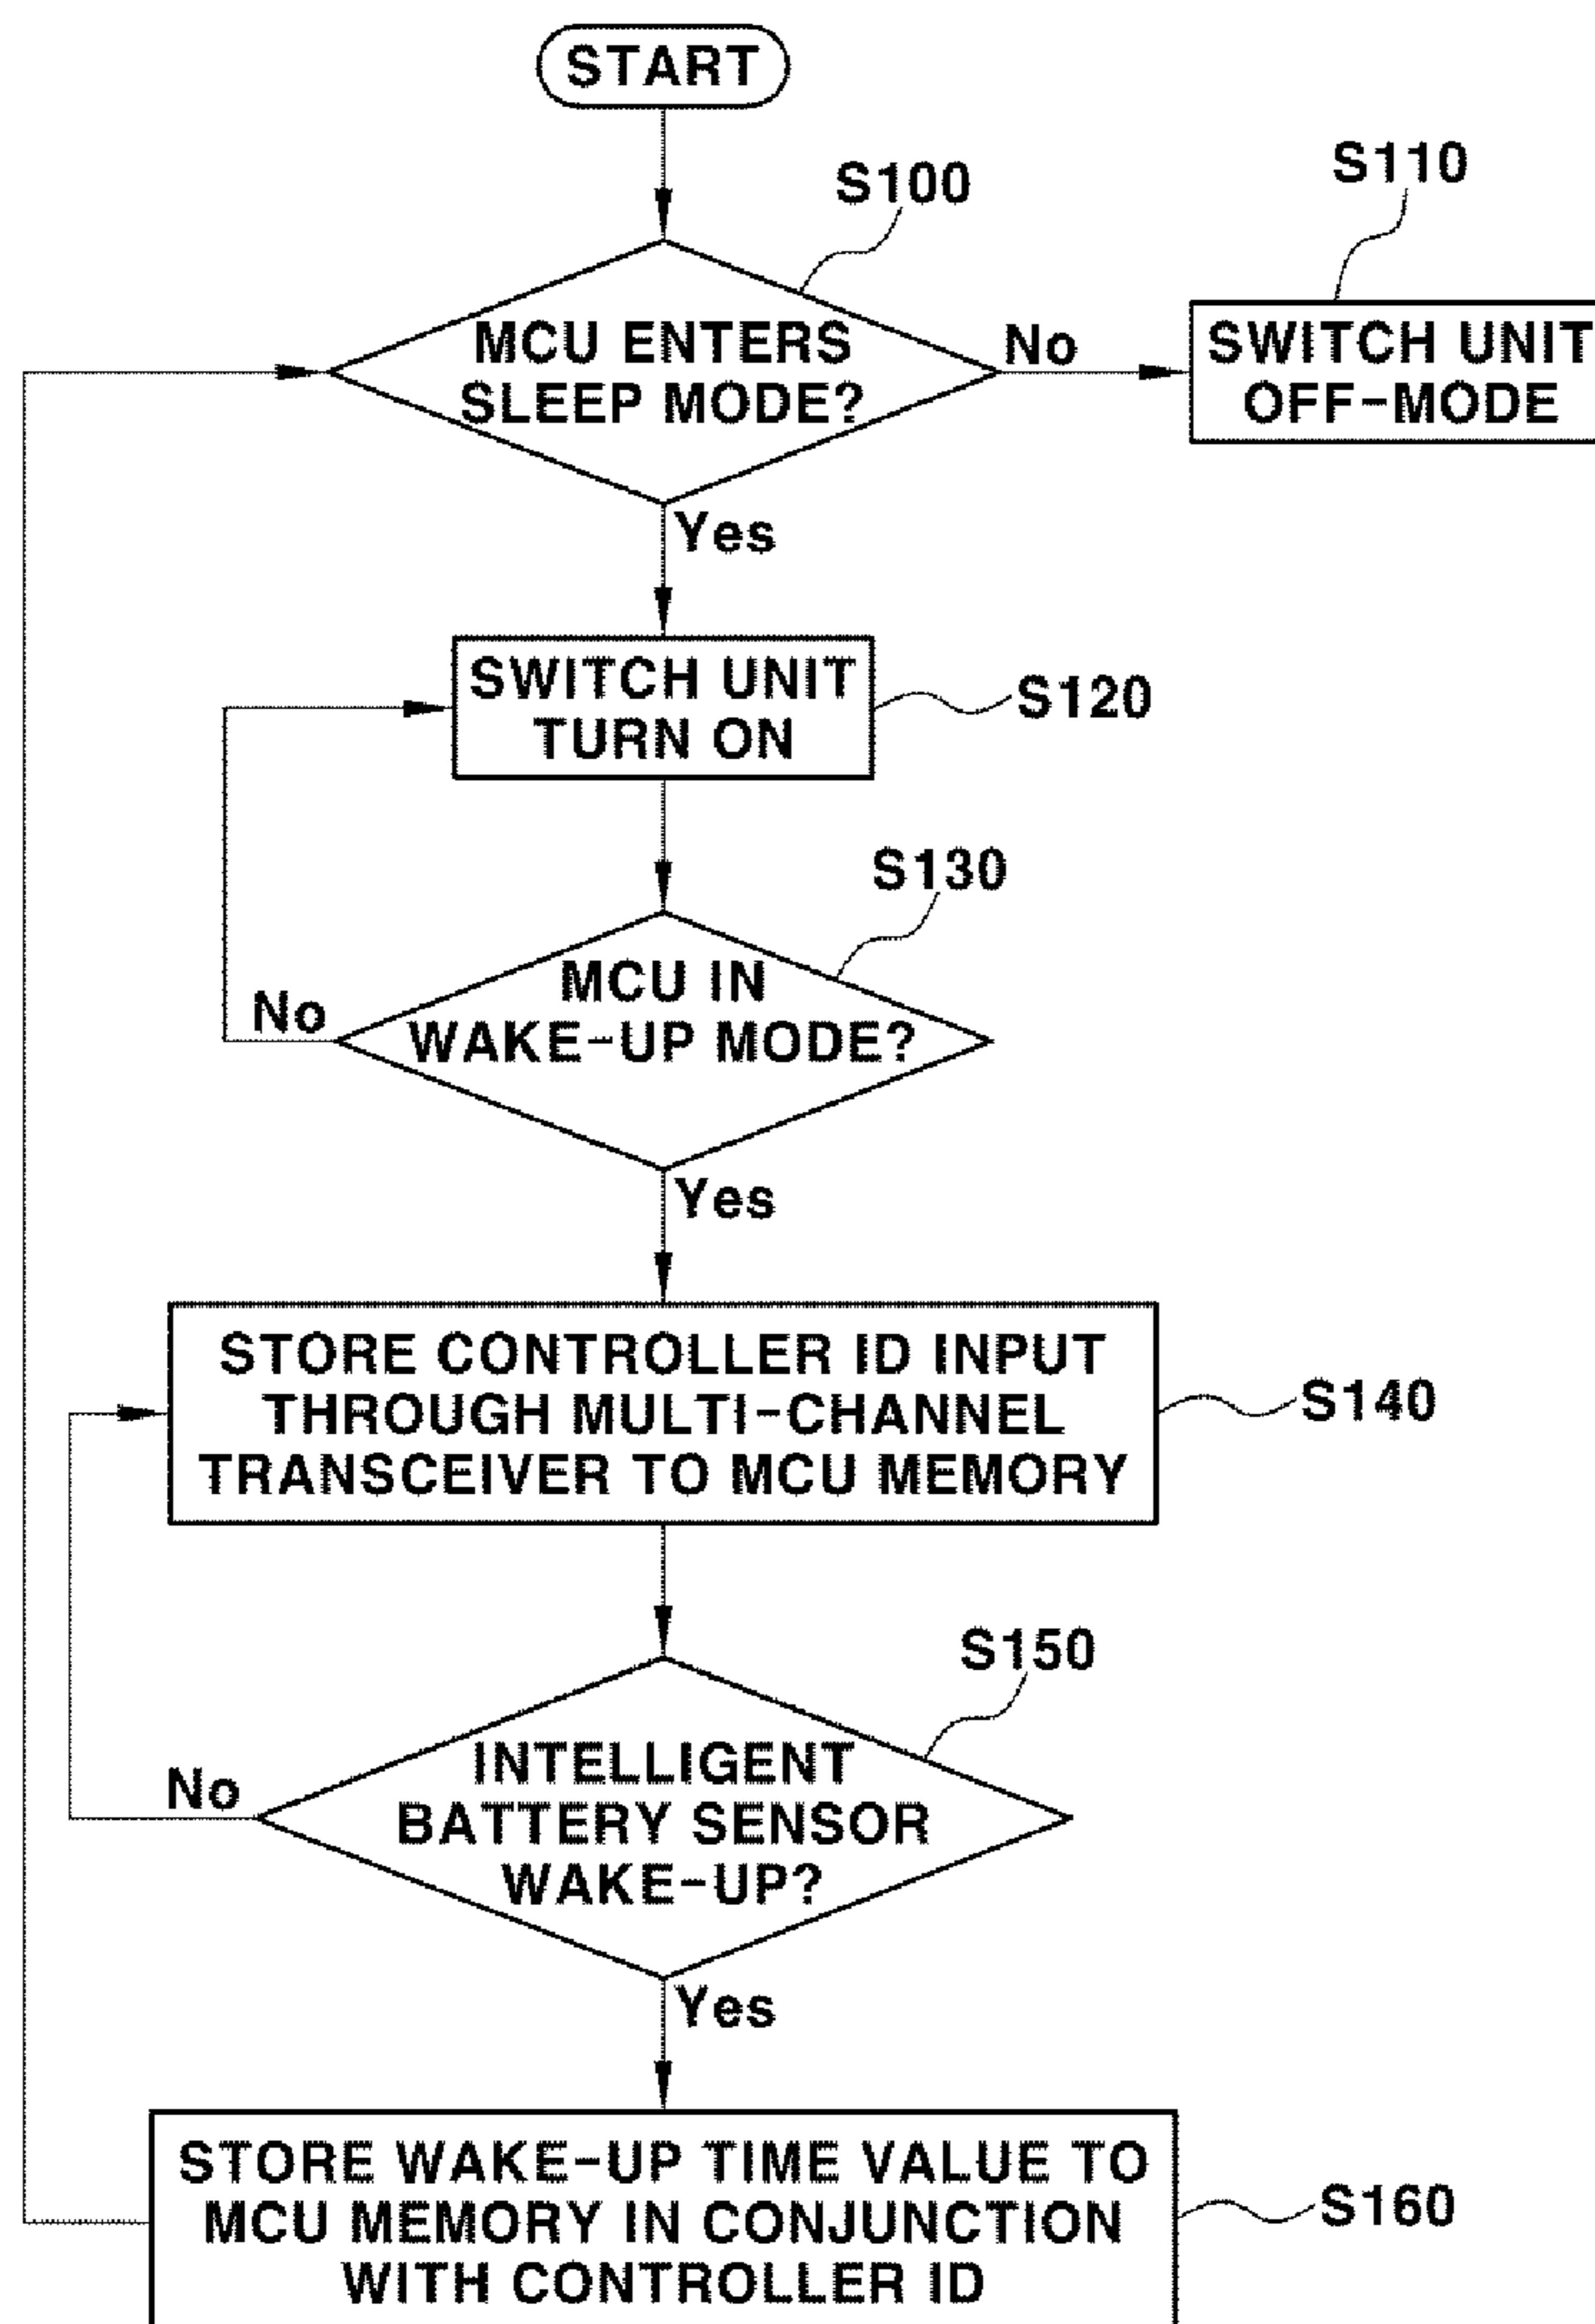 START
S100
S110
MCU ENTERS
SLEEP MODE?
No
SWITCH UNIT
OFF-MODE
Yes
SWITCH UNIT
TURN ON
S120
S130
MCU IN
WAKE-UP MODE?
No
Yes
STORE CONTROLLER ID INPUT
THROUGH MULTI-CHANNEL
TRANSCEIVER TO MCU MEMORY
S140
S150
INTELLIGENT
BATTERY SENSOR
WAKE-UP?
No
Yes
STORE WAKE-UP TIME VALUE TO
MCU MEMORY IN CONJUNCTION
WITH CONTROLLER ID
S160